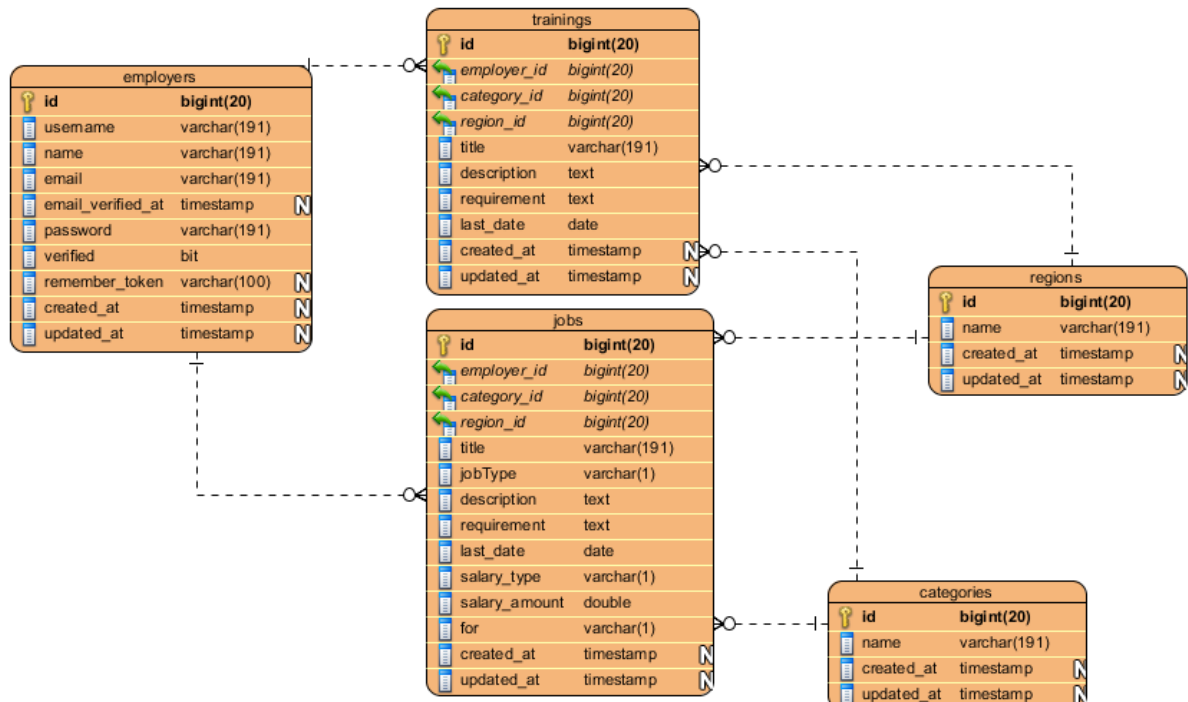 employers
id bigint(20)
username varchar(191)
name varchar(191)
email varchar(191)
email_verified_at timestamp N
password varchar(191)
verified bit
remember_token varchar(100) N
created_at timestamp N
updated_at timestamp N
trainings
id bigint(20)
employer_id bigint(20)
category_id bigint(20)
region_id bigint(20)
title varchar(191)
description text
requirement text
last_date date
created_at timestamp N
updated_at timestamp N
jobs
id bigint(20)
employer_id bigint(20)
category_id bigint(20)
region_id bigint(20)
title varchar(191)
jobType varchar(1)
description text
requirement text
last_date date
salary_type varchar(1)
salary_amount double
for varchar(1)
created_at timestamp N
updated_at timestamp N
regions
id bigint(20)
name varchar(191)
created_at timestamp N
updated_at timestamp N
categories
id bigint(20)
name varchar(191)
created_at timestamp N
updated_at timestamp N